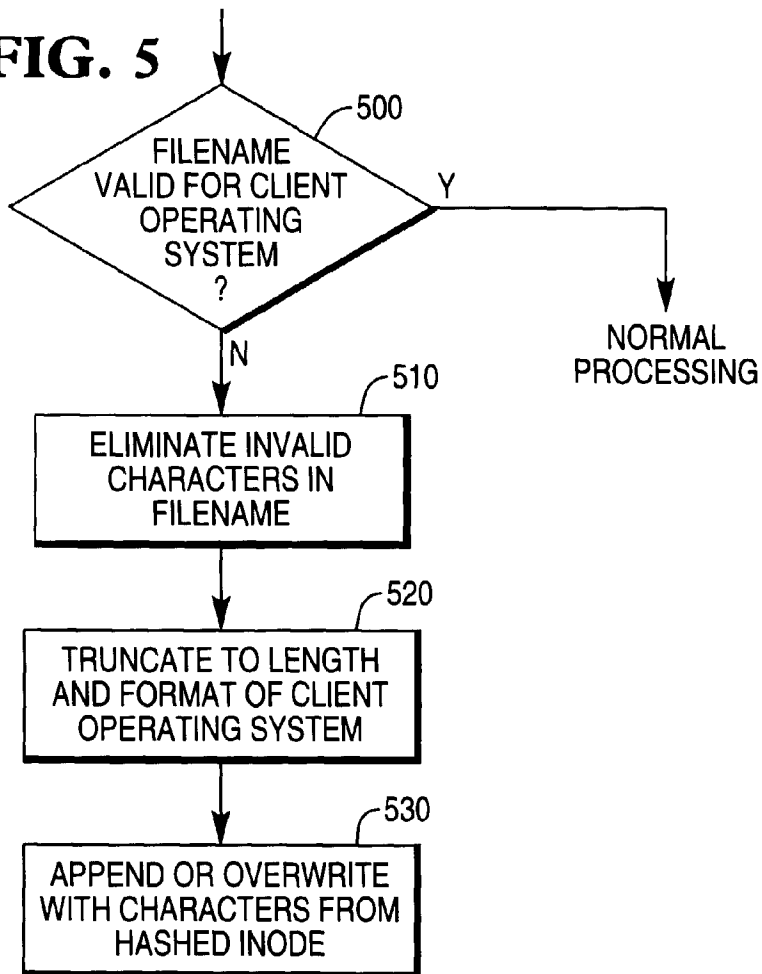 FIG. 5
500
FILENAME
VALID FOR CLIENT
OPERATING
SYSTEM
?
Y
N
NORMAL
PROCESSING
510
ELIMINATE INVALID
CHARACTERS IN
FILENAME
520
TRUNCATE TO LENGTH
AND FORMAT OF CLIENT
OPERATING SYSTEM
530
APPEND OR OVERWRITE
WITH CHARACTERS FROM
HASHED INODE